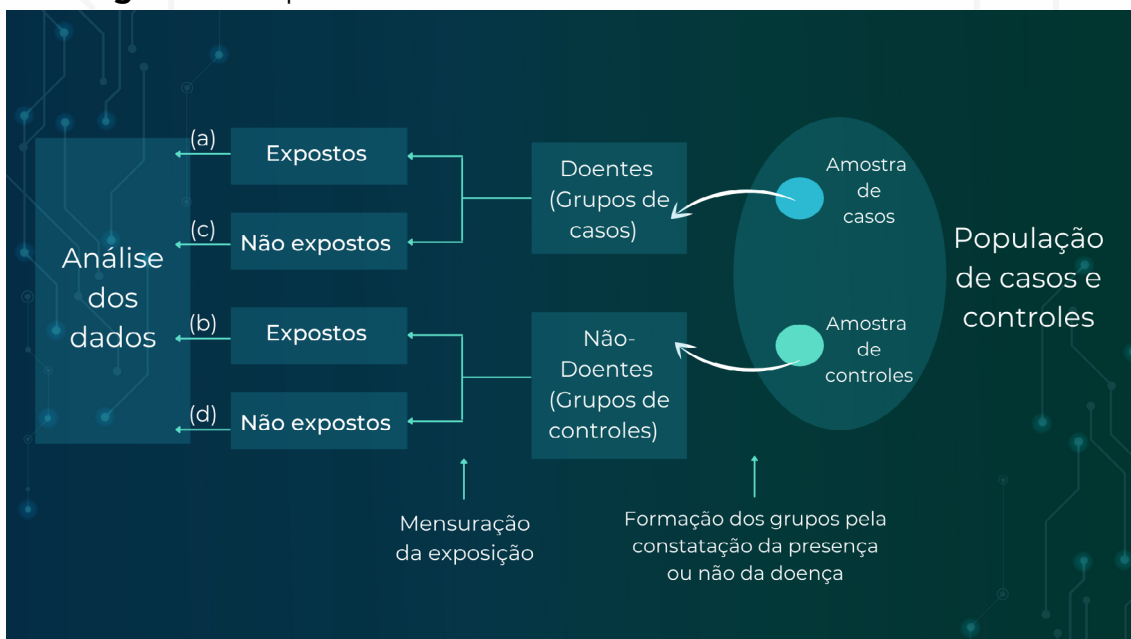 (a)
Expostos
Doentes
(Grupos de
casos)
Amostra
de
casos
(c)
Não expostos
Análise
dos
dados
População
de casos e
controles
(b)
Expostos
Não-
Doentes
(Grupos de
controles)
Amostra
de
controles
(d)
Não expostos
Mensuração
da exposição
Formação dos grupos pela
constatação da presença
ou não da doença